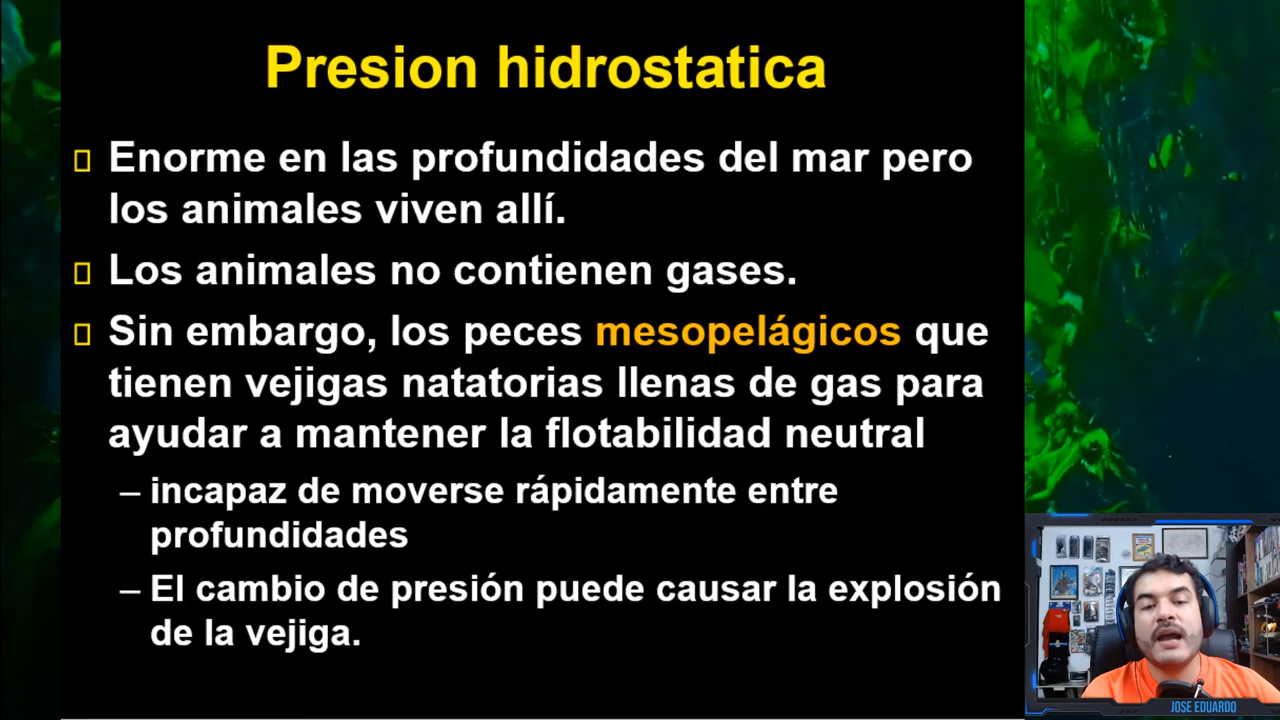 Presion hidrostatica
Enorme en las profundidades del mar pero
los animales viven allí.
Los animales no contienen gases.
Sin embargo, los peces mesopelágicos que
tienen vejigas natatorias llenas de gas para
ayudar a mantener la flotabilidad neutral
– incapaz de moverse rápidamente entre
profundidades
– El cambio de presión puede causar la explosión
de la vejiga.
JOSE EDUARDO